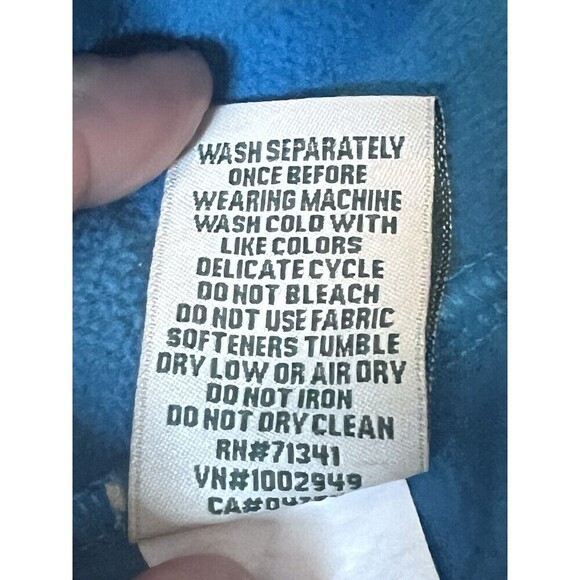 WASH SEPARATELY
ONCE BEFORE
WEARING MACHINE
WASH COLD WITH
LIKE COLORS
DELICATE CYCLE
DO NOT BLEACH
DO NOT USE FABRIC
SOFTENERS TUMBLE
DRY LOW OR AIR DRY
DO NOT IRON
DO NOT DRY CLEAN
RN#71341
VN#1002949